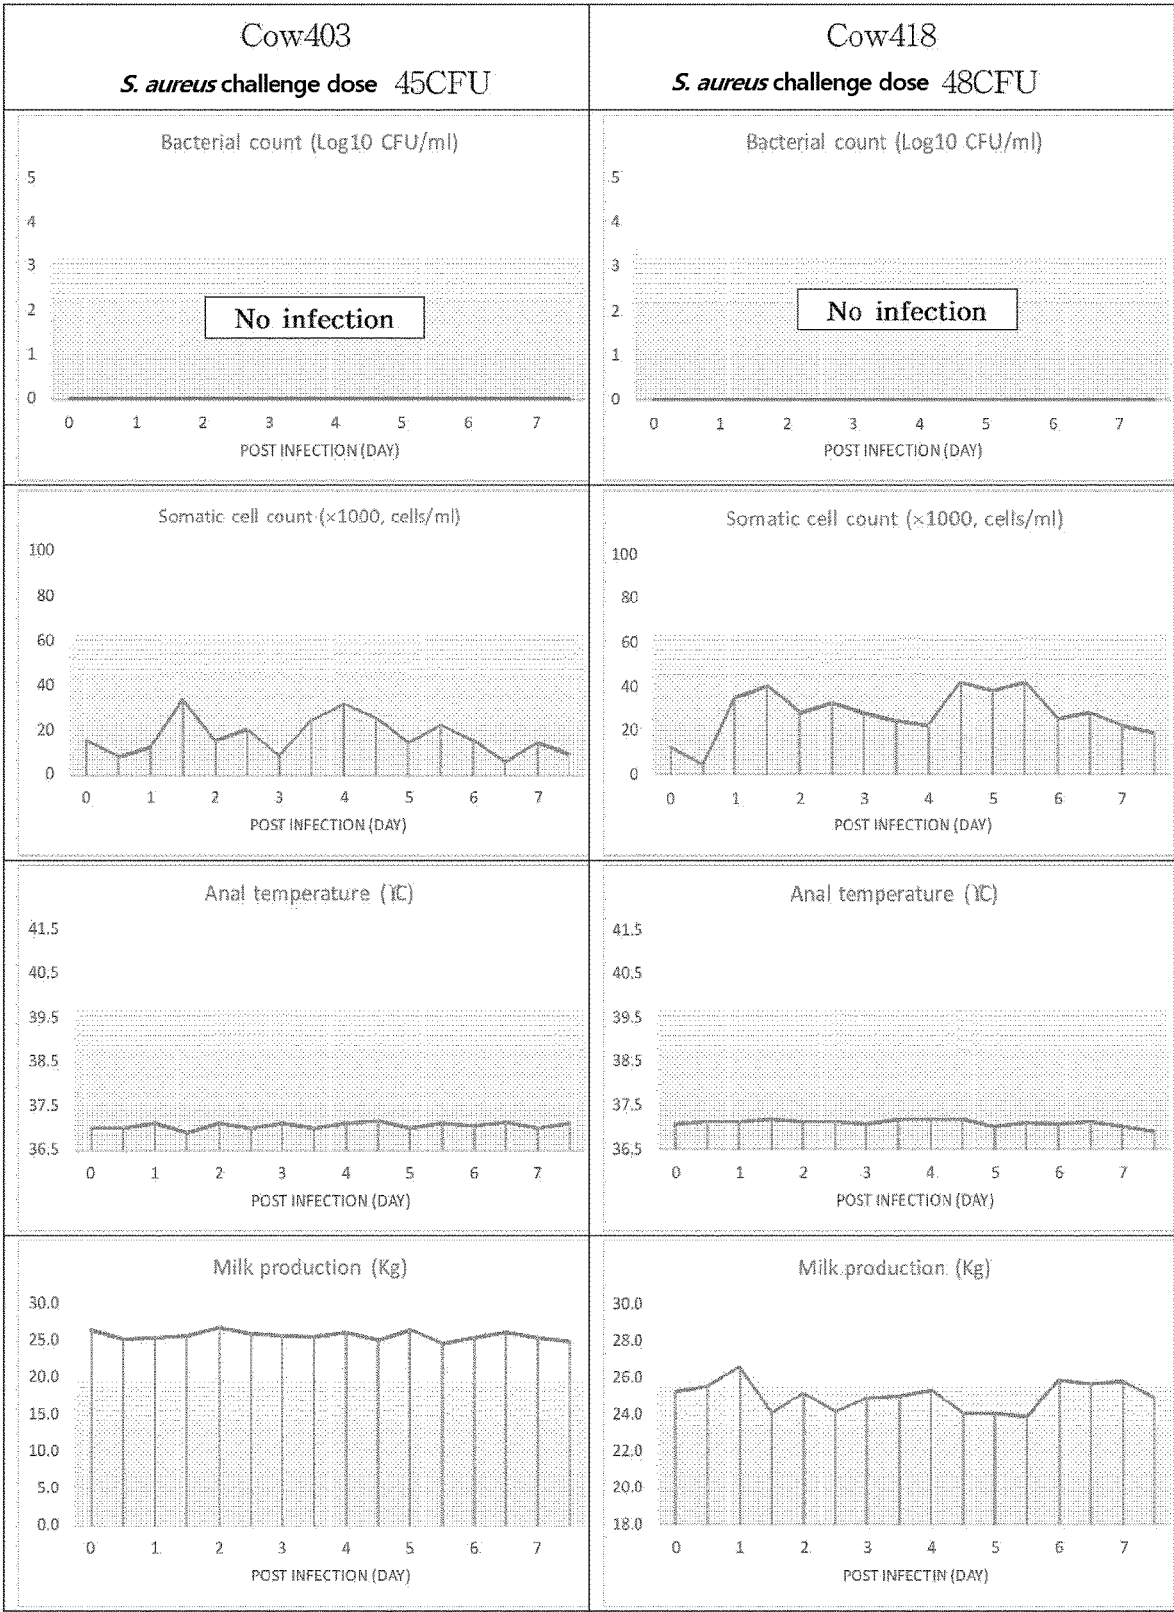 Cow403
S. aureus challenge dose 45CFU
Cow418
S. aureus challenge dose 48CFU
Bacterial count (Log10 CFU/ml)
5
4
3
2
1
0
No infection
0 1 2 3 4 5 6 7
POST INFECTION (DAY)
Bacterial count (Log10 CFU/ml)
5
4
3
2
1
0
No infection
0 1 2 3 4 5 6 7
POST INFECTION (DAY)
Somatic cell count (×1000, cells/ml)
100
80
60
40
20
0
0 1 2 3 4 5 6 7
POST INFECTION (DAY)
Somatic cell count (×1000, cells/ml)
100
80
60
40
20
0
0 1 2 3 4 5 6 7
POST INFECTION (DAY)
Anal temperature
41.5
40.5
39.5
38.5
37.5
36.5
0 1 2 3 4 5 6 7
POST INFECTION (DAY)
Anal temperature
41.5
40.5
39.5
38.5
37.5
36.5
0 1 2 3 4 5 6 7
POST INFECTION (DAY)
Milk production (Kg)
30.0
25.0
20.0
15.0
10.0
5.0
0.0
0 1 2 3 4 5 6 7
POST INFECTION (DAY)
Milk production (Kg)
30.0
28.0
26.0
24.0
22.0
20.0
18.0
0 1 2 3 4 5 6 7
POST INFECTIN (DAY)